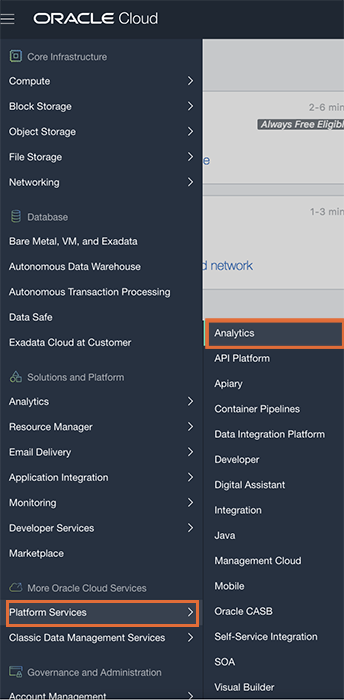 ORACLE Cloud
Core Infrastructure
Compute
Block Storage
Object Storage
File Storage
Networking
Database
Bare Metal, VM, and Exadata
Autonomous Data Warehouse
Autonomous Transaction Processing
Data Safe
Exadata Cloud at Customer
Solutions and Platform
Analytics
Resource Manager
Email Delivery
Application Integration
Monitoring
Developer Services
Marketplace
More Oracle Cloud Services
Platform Services
Classic Data Management Services
Governance and Administration
Account Management
2-6 min
Always Free Eligibl
e
1-3 min
d network
Analytics
API Platform
Apiary
Container Pipelines
Data Integration Platform
Developer
Digital Assistant
Integration
Java
Management Cloud
Mobile
Oracle CASB
Self-Service Integration
SOA
Visual Builder